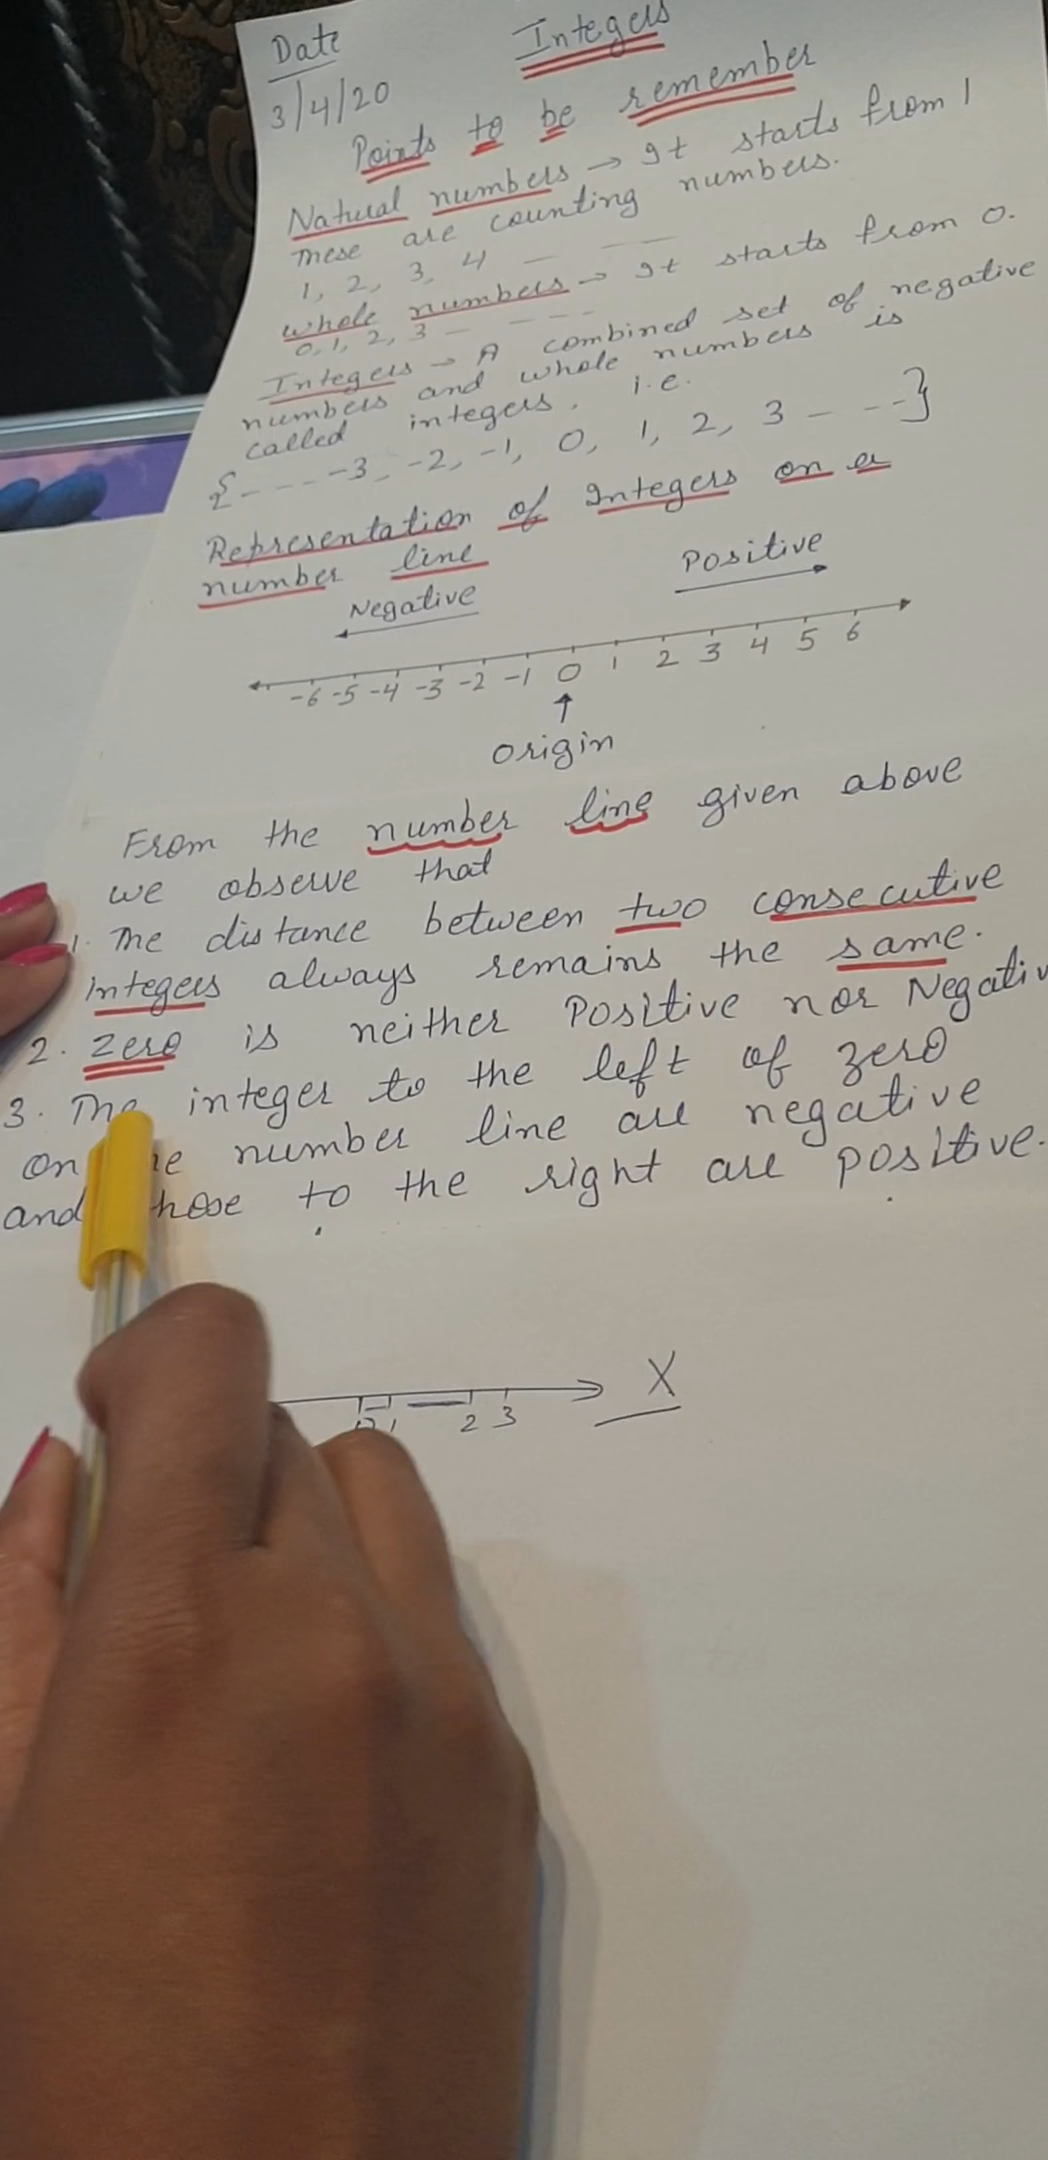 Date
Integers
3/4/20
Points to be remember
Natural numbers → It starts from 1
These are counting numbers.
1, 2, 3, 4 — —
whole numbers → It starts from 0.
0, 1, 2, 3 — - - - -
Integers → A combined set of negative
numbers and whole numbers is
called integers. i.e.
{- - - - -3, -2, -1, 0, 1, 2, 3 - - - -}
Representation of Integers on a
number line
Negative
Positive
-6 -5 -4 -3 -2 -1 0 1 2 3 4 5 6
↑
origin
From the number line given above
we observe that
1. The distance between two consecutive
integers always remains the same.
2. Zero is neither Positive nor Negativ
3. The integer to the left of zero
on number line are negative
and to the right are positive.
X
1 2 3